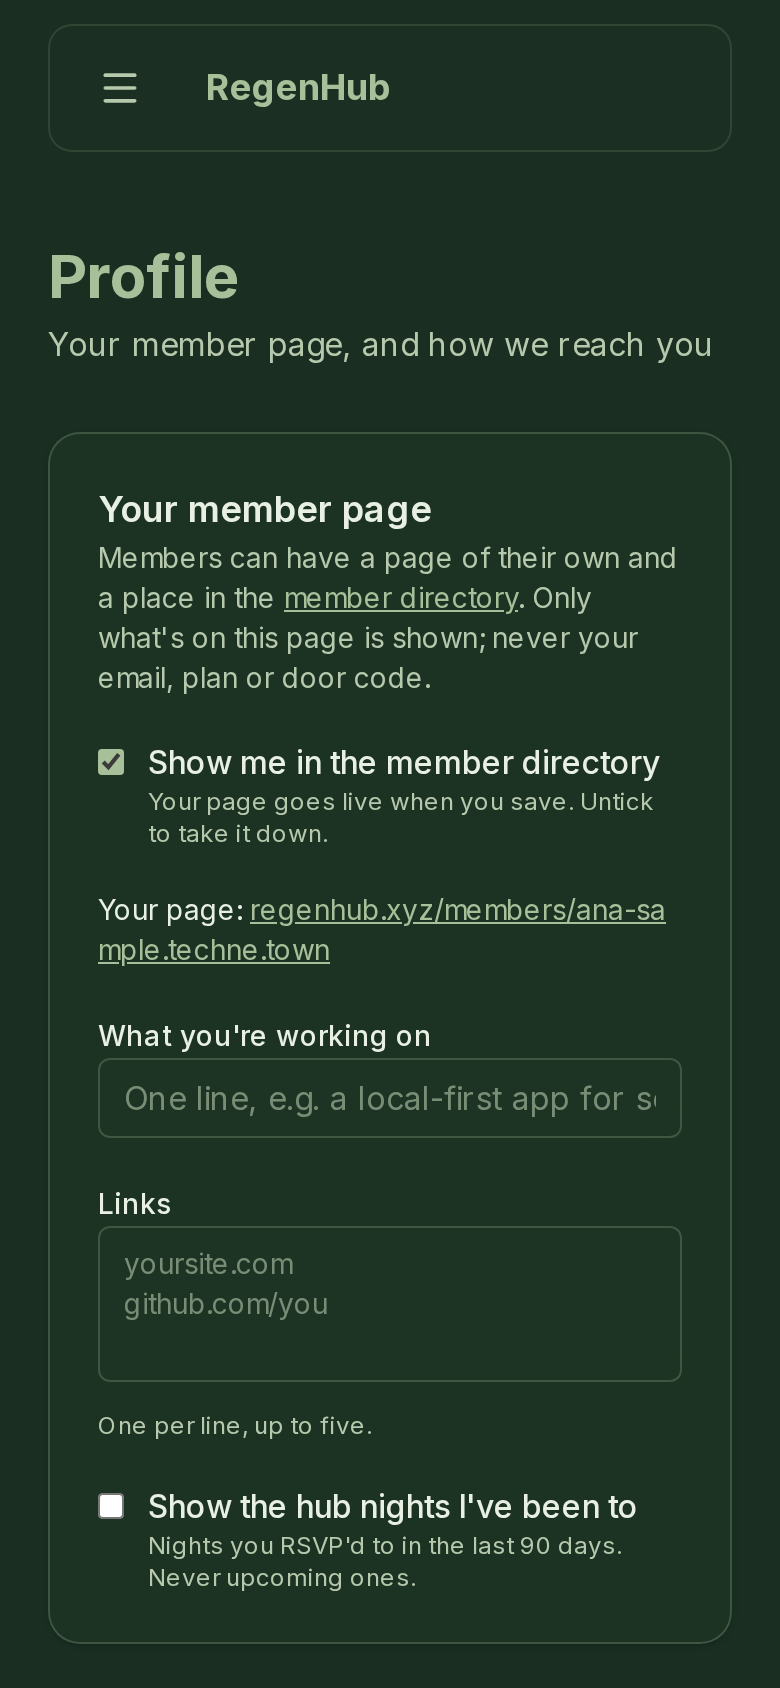 RegenHub
Profile
Your member page, and how we reach you
Your member page
Members can have a page of their own and
a place in the member directory. Only
what's on this page is shown; never your
email, plan or door code.
Show me in the member directory
Your page goes live when you save. Untick
to take it down.
Your page: regenhub.xyz/members/ana-sa
mple.techne.town
What you're working on
One line, e.g. a local-first app for
Links
yoursite.com
github.com/you
One per line, up to five.
Show the hub nights I've been to
Nights you RSVP'd to in the last 90 days.
Never upcoming ones.